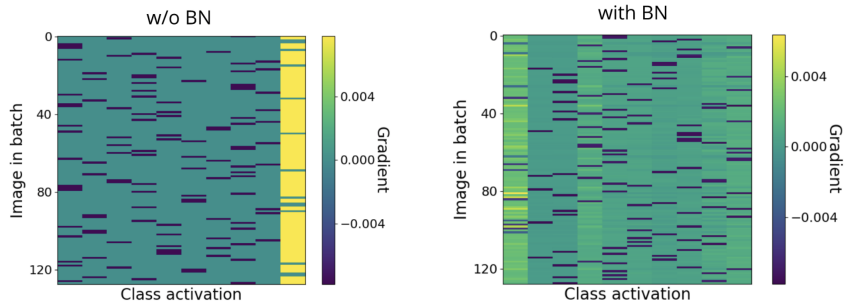 w/o BN
with BN
0
40
80
120
Image in batch
Class activation
0.004
0.000
−0.004
Gradient
0
40
80
120
Image in batch
Class activation
0.004
0.000
−0.004
Gradient